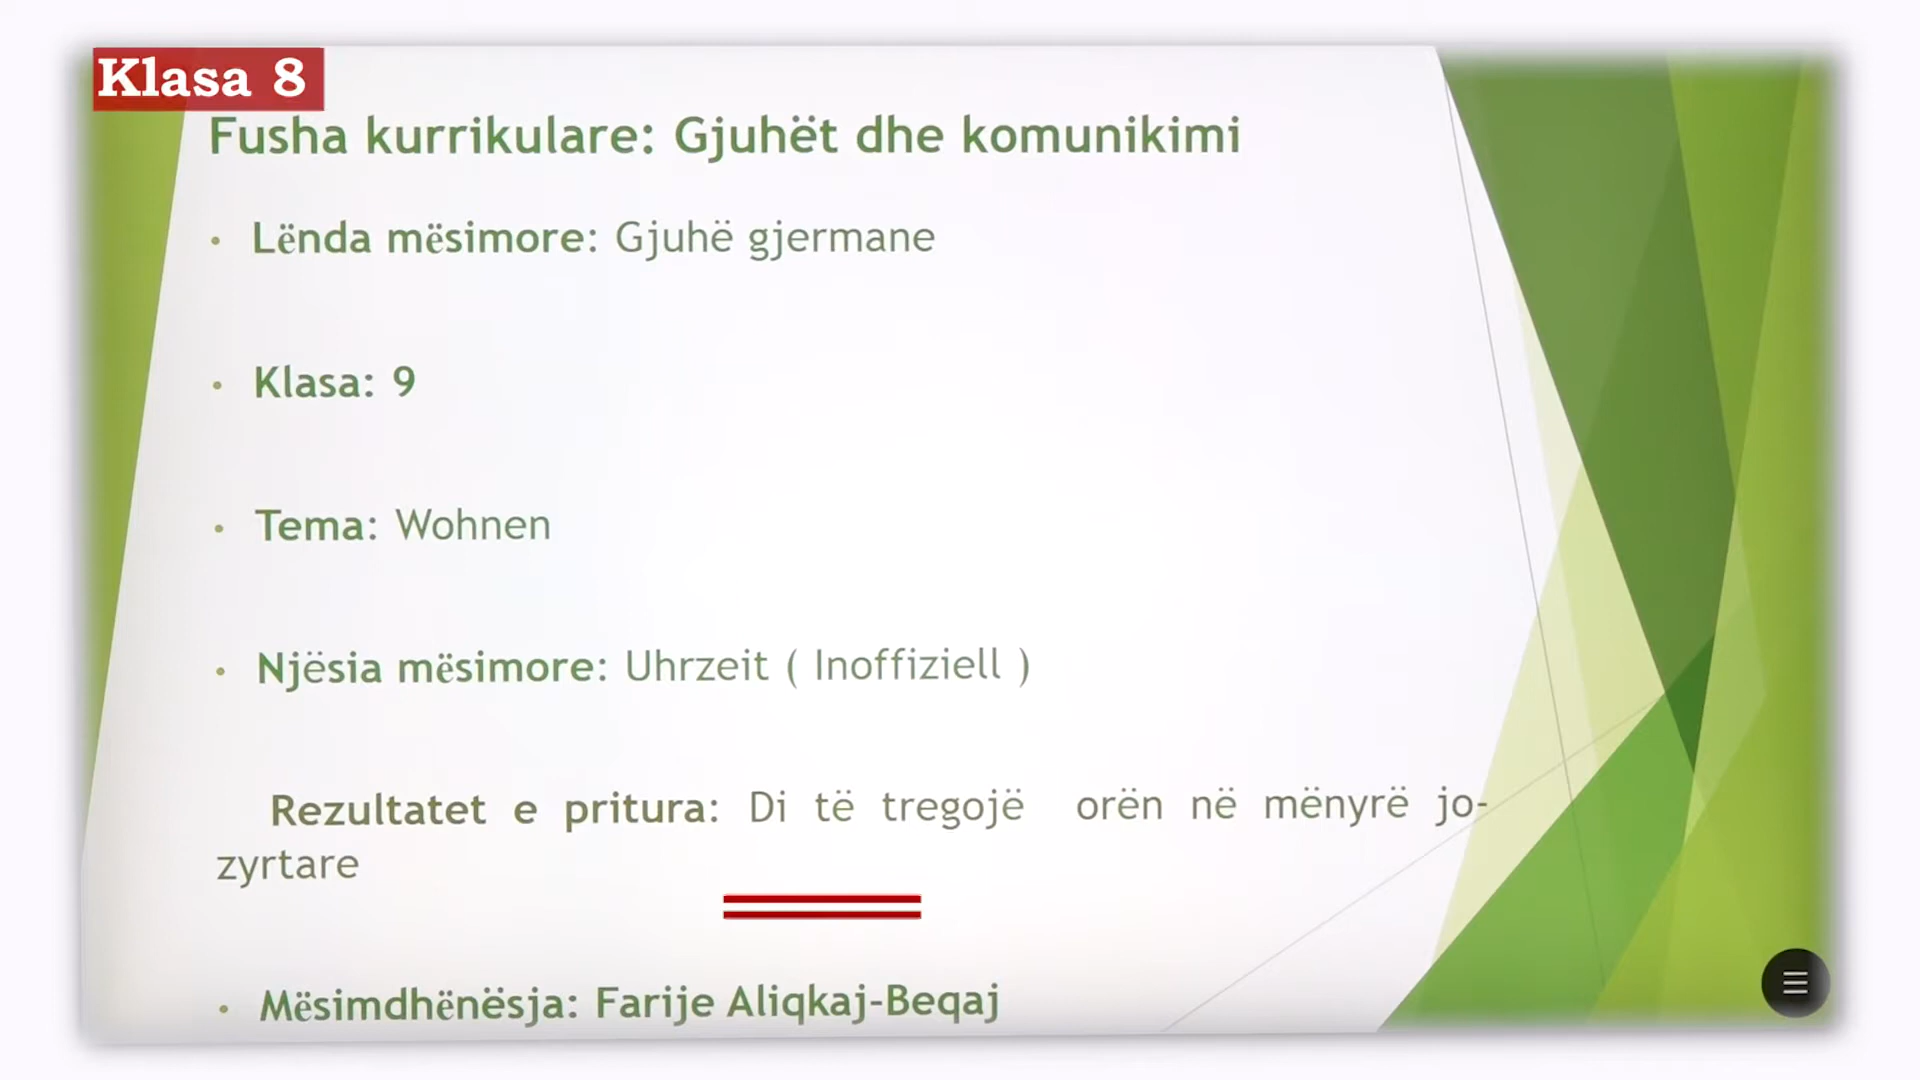 Klasa 8
Fusha kurrikulare: Gjuhët dhe komunikimi
• Lënda mësimore: Gjuhë gjermane
• Klasa: 9
• Tema: Wohnen
• Njësia mësimore: Uhrzeit ( Inoffiziell )
Rezultatet e pritura: Di të tregojë orën në mënyrë jo-
zyrtare
• Mësimdhënësja: Farije Aliqkaj-Beqaj